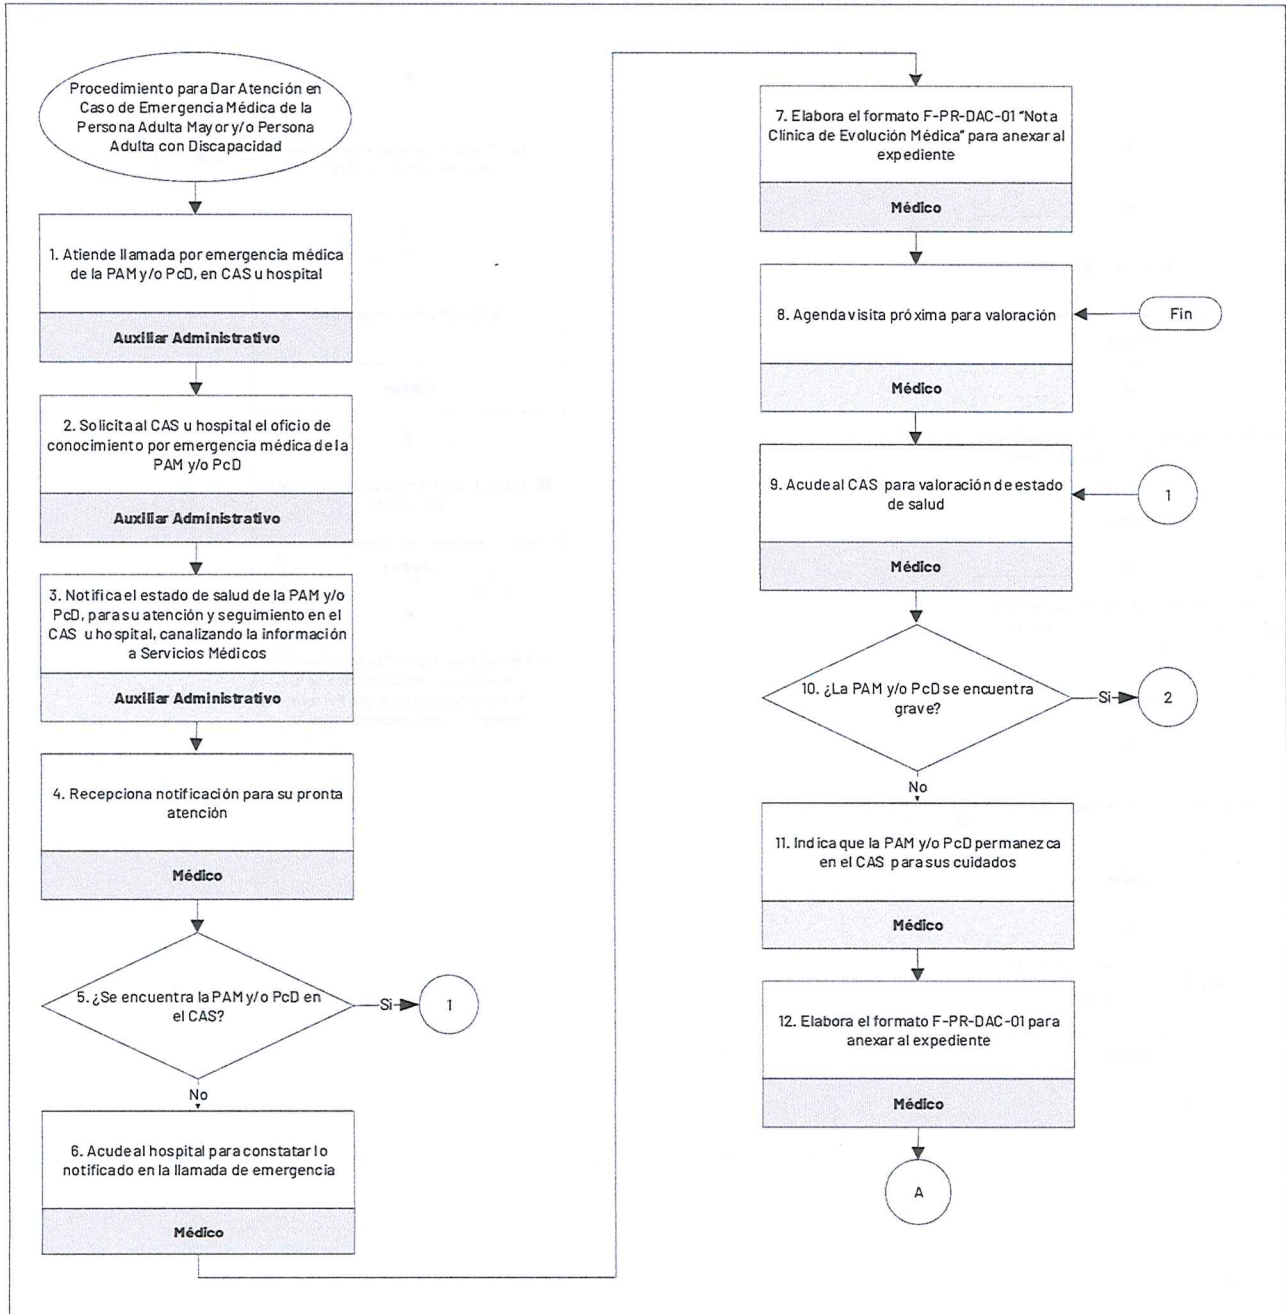 Procedimiento para Dar Atención en
Caso de Emergencia Médica de la
Persona Adulta Mayor y/o Persona
Adulta con Discapacidad
1. Atiende llamada por emergencia médica
de la PAM y/o PcD, en CAS u hospital
Auxiliar Administrativo
2. Solicita al CAS u hospital el oficio de
conocimiento por emergencia médica de la
PAM y/o PcD
Auxiliar Administrativo
3. Notifica el estado de salud de la PAM y/o
PcD, para su atención y seguimiento en el
CAS u hospital, canalizando la información
a Servicios Médicos
Auxiliar Administrativo
4. Recepciona notificación para su pronta
atención
Médico
5. ¿Se encuentra la PAM y/o PcD en
el CAS?
Si
1
No
6. Acude al hospital para constatar lo
notificado en la llamada de emergencia
Médico
7. Elabora el formato F-PR-DAC-01 "Nota
Clínica de Evolución Médica" para anexar al
expediente
Médico
8. Agenda visita próxima para valoración
Fin
Médico
9. Acude al CAS para valoración de estado
de salud
1
Médico
10. ¿La PAM y/o PcD se encuentra
grave?
Si
2
No
11. Indica que la PAM y/o PcD permanezca
en el CAS para sus cuidados
Médico
12. Elabora el formato F-PR-DAC-01 para
anexar al expediente
Médico
A